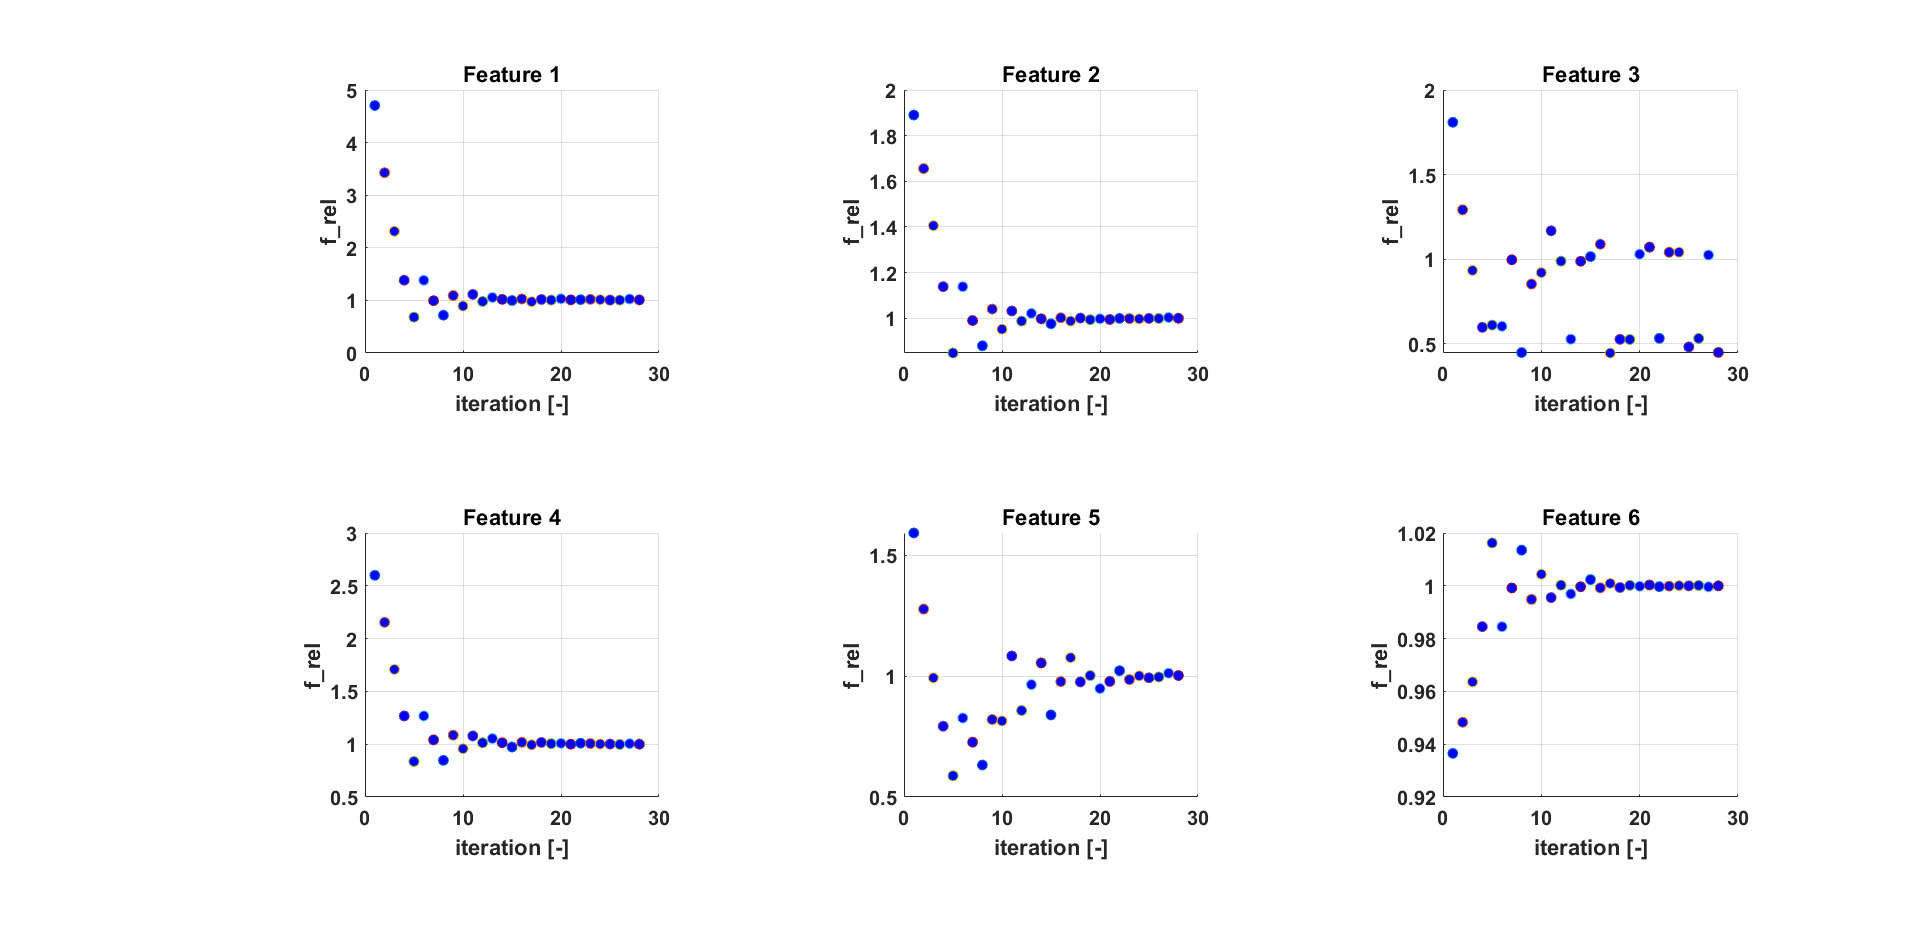 Feature 1
5
4
3
2
1
0
f_rel
0 10 20 30
iteration [-]
Feature 2
2
1.8
1.6
1.4
1.2
1
f_rel
0 10 20 30
iteration [-]
Feature 3
2
1.5
1
0.5
f_rel
0 10 20 30
iteration [-]
Feature 4
3
2.5
2
1.5
1
0.5
f_rel
0 10 20 30
iteration [-]
Feature 5
1.5
1
0.5
f_rel
0 10 20 30
iteration [-]
Feature 6
1.02
1
0.98
0.96
0.94
0.92
f_rel
0 10 20 30
iteration [-]